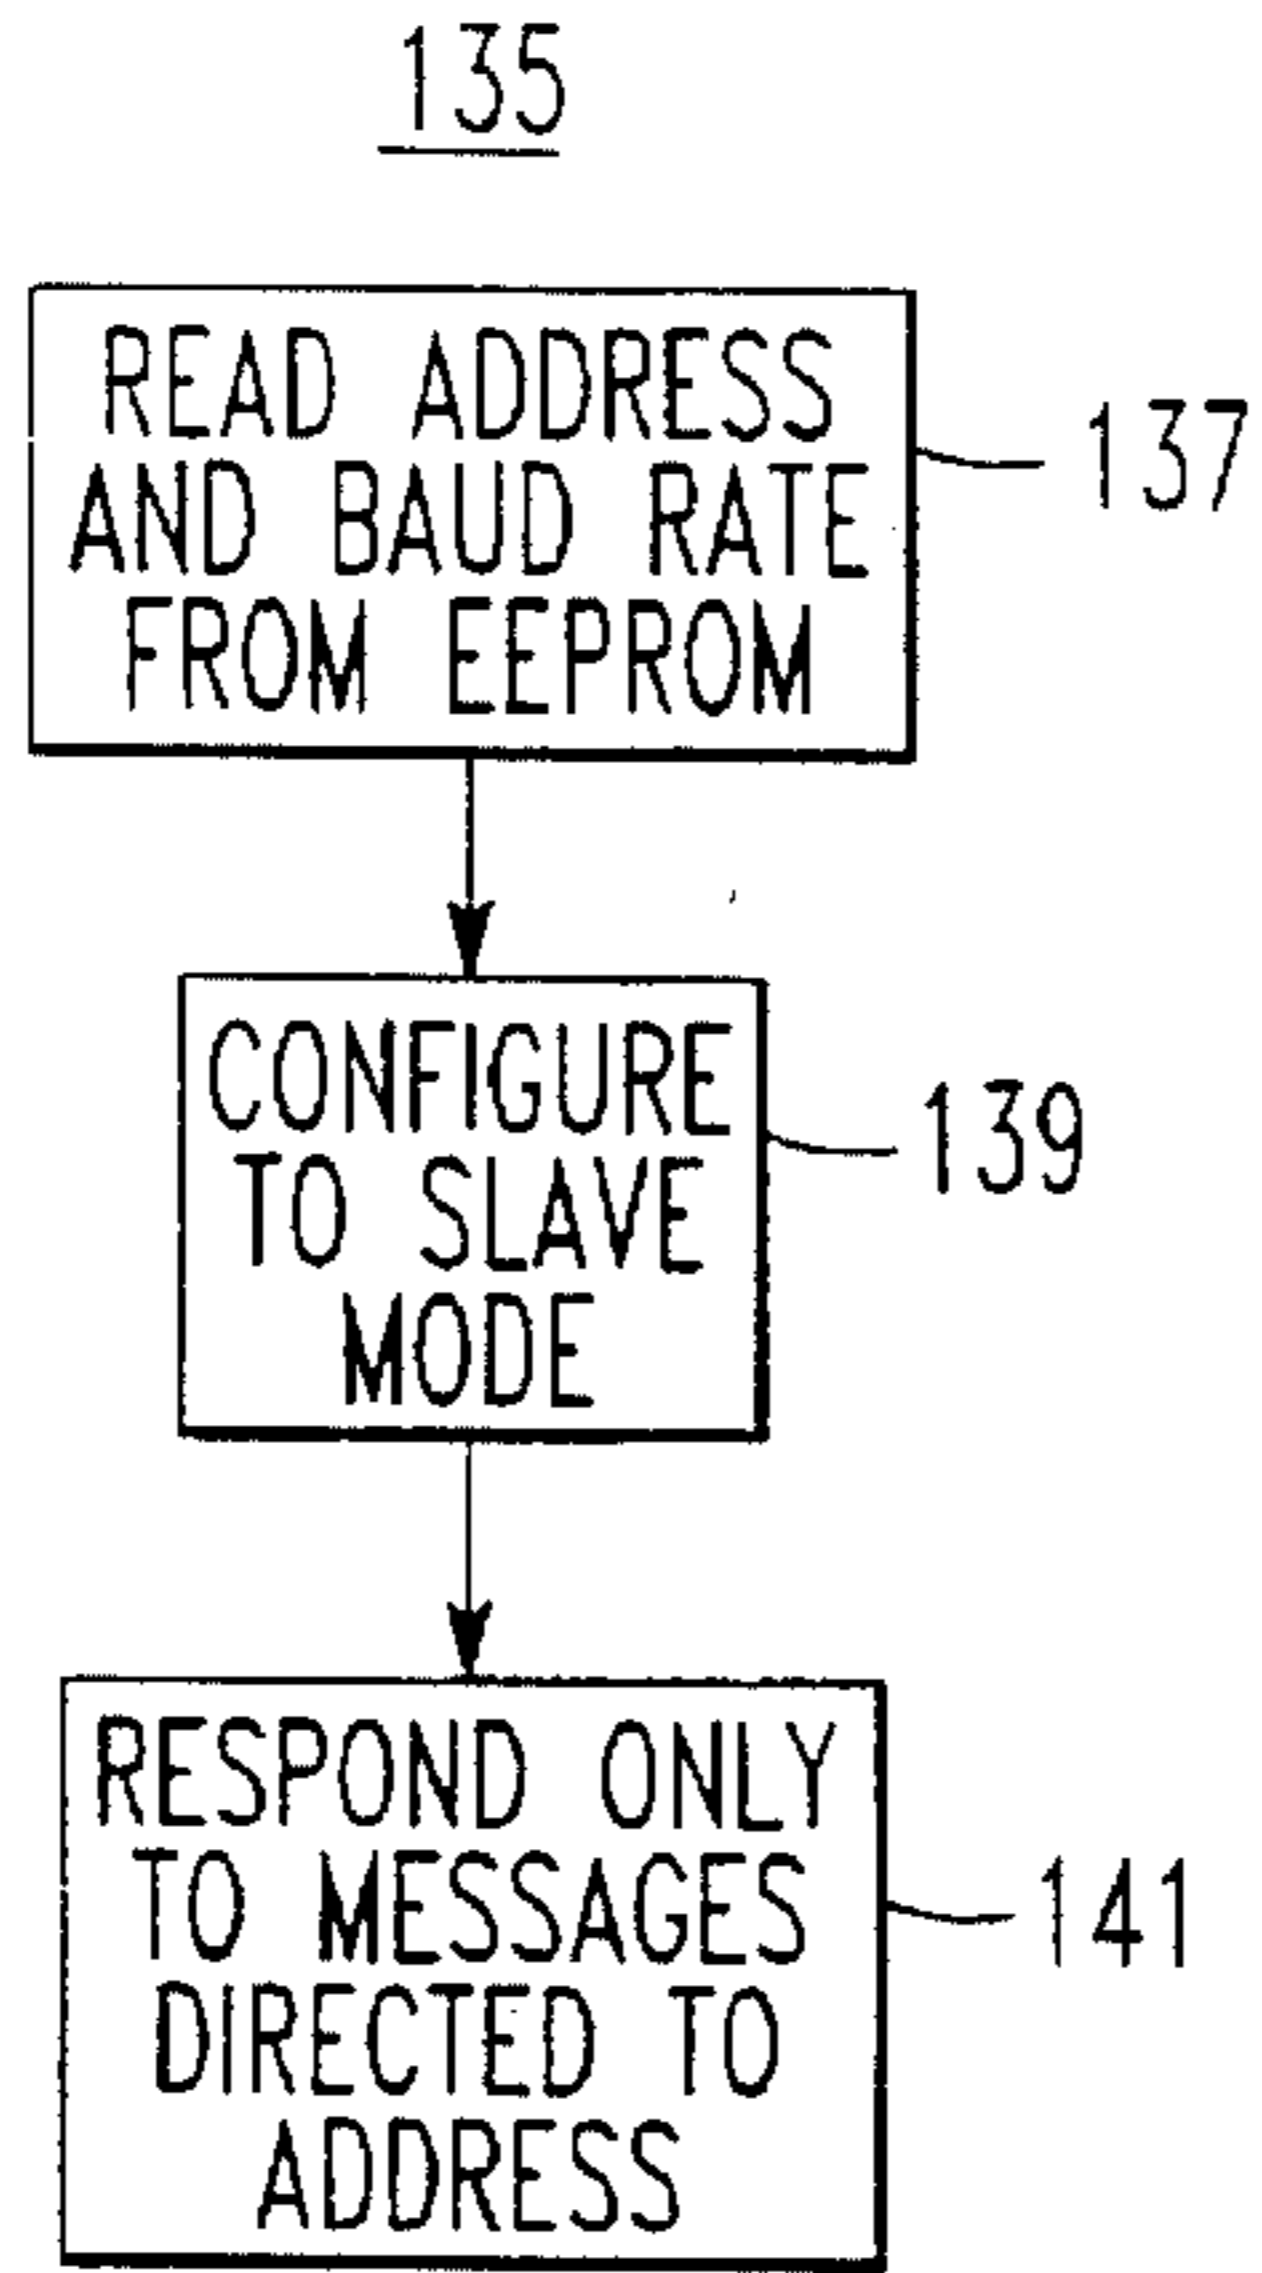 135
READ ADDRESS
AND BAUD RATE
FROM EEPROM
137
CONFIGURE
TO SLAVE
MODE
139
RESPOND ONLY
TO MESSAGES
DIRECTED TO
ADDRESS
141